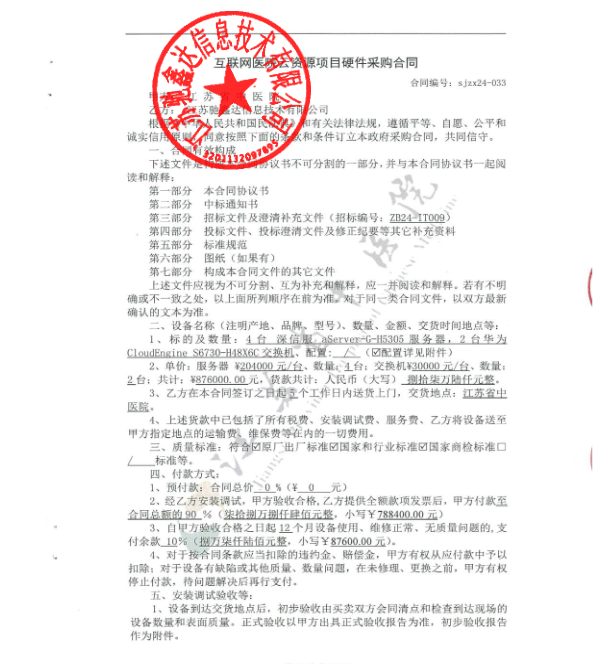 江苏驰鑫达信息技术有限公司
3201132097695
互联网医院云资源项目硬件采购合同
合同编号：sjzx24-033
甲方：江苏省中医院
乙方：江苏驰鑫达信息技术有限公司
根据《中华人民共和国民法典》和有关法律法规，遵循平等、自愿、公平和
诚实信用原则，同意按照下面的条款和条件订立本政府采购合同，共同信守。
一、合同有效构成
下述文件是构成本合同协议书不可分割的一部分，并与本合同协议书一起阅
读和解释：
第一部分 本合同协议书
第二部分 中标通知书
第三部分 招标文件及澄清补充文件（招标编号：ZB24-IT009）
第四部分 投标文件、投标澄清文件及修正纪要等其它补充资料
第五部分 标准规范
第六部分 图纸（如果有）
第七部分 构成本合同文件的其它文件
上述文件应视为不可分割、互为补充和解释，应一并阅读和解释。若有不明
确或不一致之处，以上面所列顺序在前为准。对于同一类合同文件，以双方最新
确认的文本为准。
二、设备名称（注明产地、品牌、型号）、数量、金额、交货时间地点等：
1、标的及数量：4台 深信服 aServer-G-H5305 服务器，2台华为
CloudEngine S6730-H48X6C交换机、配置： / （☑配置详见附件）
2、单价：服务器 ¥204000元/台、数量：4台；交换机¥30000元/台、数量：
2台；共计：¥876000.00元，货款共计：人民币（大写） 捌拾柒万陆仟元整。
3、乙方在本合同签订之日起5个工作日内送货上门，交货地点：江苏省中
医院。
4、上述货款中已包括了所有税费、安装调试费、服务费、乙方将设备送至
甲方指定地点的运输费、维保费等在内的一切费用。
三、质量标准：符合☑原厂出厂标准☑国家和行业标准☑国家商检标准□
/ 标准等。
四、付款方式：
1、预付款：合同总价 0 %（¥ 0 元）
2、经乙方安装调试，甲方验收合格，乙方提供全额款项发票后，甲方付款至
合同总额的90 %（柒拾捌万捌仟肆佰元整，小写¥788400.00 元）。
3、自甲方验收合格之日起12个月设备使用、维修正常、无质量问题的，支
付余款 10%（捌万柒仟陆佰元整，小写¥87600.00 元）。
4、对于按合同条款应当扣除的违约金、赔偿金，甲方有权从应付款中予以
扣除；对于设备有缺陷或其他质量、数量问题，在未修理、更换之前，甲方有权
停止付款，待问题解决后再行支付。
五、安装调试验收等：
1、设备到达交货地点后，初步验收由买卖双方合同清点和检查到达现场的
设备数量和表面质量。正式验收以甲方出具正式验收报告为准，初步验收报告
作为附件。
江苏省中医院